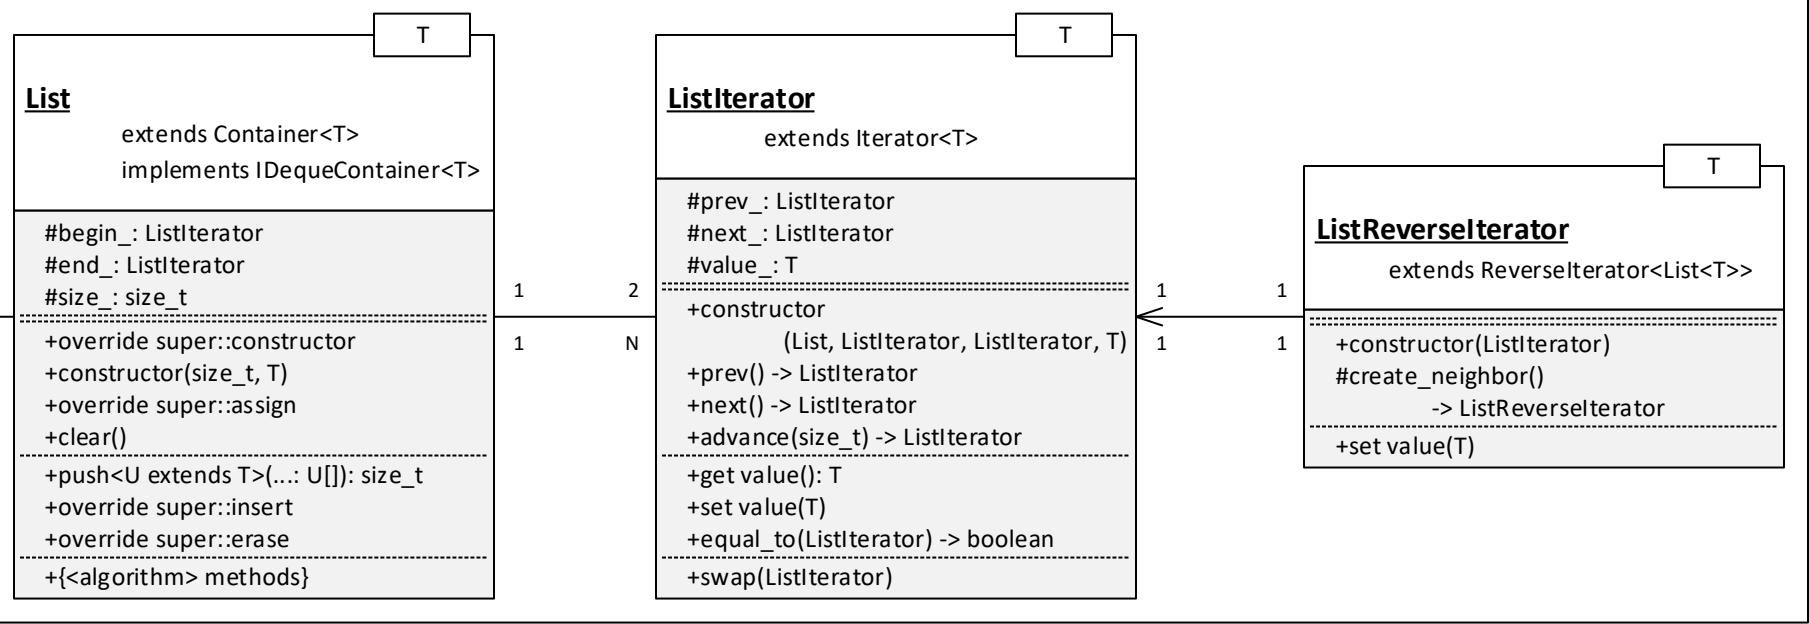 T
List
extends Container<T>
implements IDequeContainer<T>
#begin_: ListIterator
#end_: ListIterator
#size_: size_t
+override super::constructor
+constructor(size_t, T)
+override super::assign
+clear()
+push<U extends T>(...: U[]): size_t
+override super::insert
+override super::erase
+{<algorithm> methods}
1
2
1
N
T
ListIterator
extends Iterator<T>
#prev_: ListIterator
#next_: ListIterator
#value_: T
+constructor
(List, ListIterator, ListIterator, T)
+prev() -> ListIterator
+next() -> ListIterator
+advance(size_t) -> ListIterator
+get value(): T
+set value(T)
+equal_to(ListIterator) -> boolean
+swap(ListIterator)
1
1
1
1
T
ListReverseIterator
extends ReverseIterator<List<T>>
+constructor(ListIterator)
#create_neighbor()
-> ListReverseIterator
+set value(T)